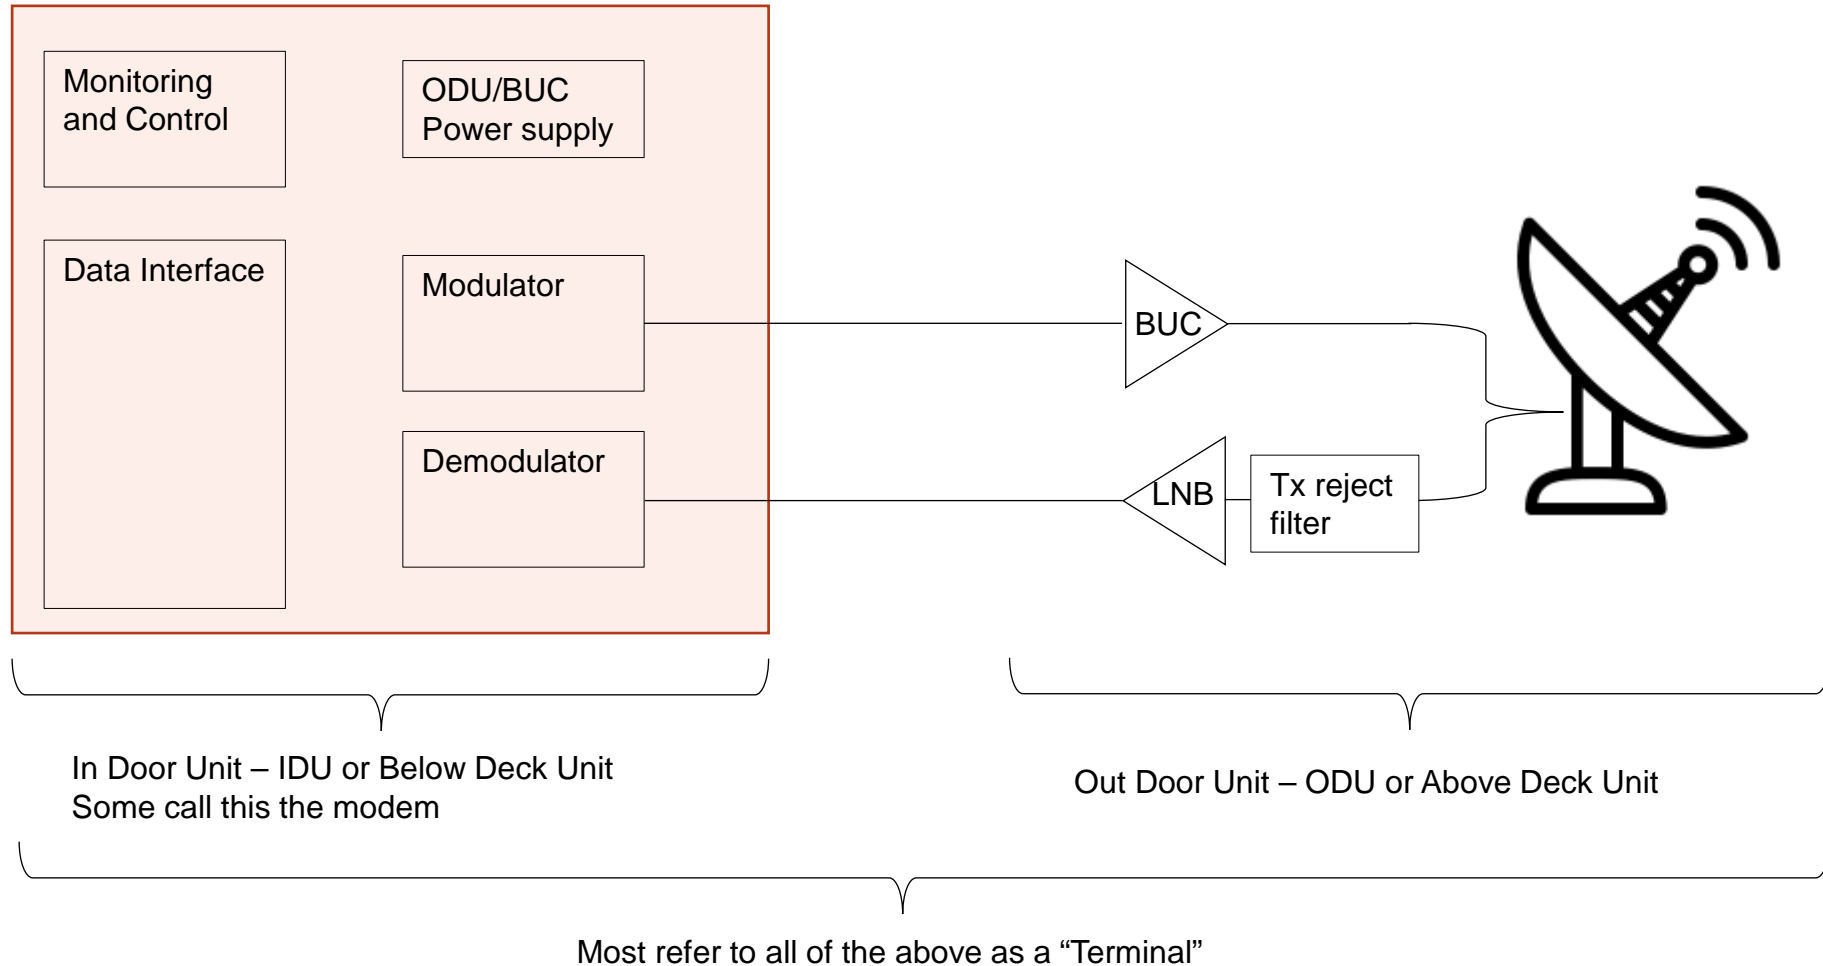 Monitoring
and Control
ODU/BUC
Power supply
Data Interface
Modulator
BUC
Demodulator
LNB
Tx reject
filter
In Door Unit – IDU or Below Deck Unit
Some call this the modem
Out Door Unit – ODU or Above Deck Unit
Most refer to all of the above as a “Terminal”